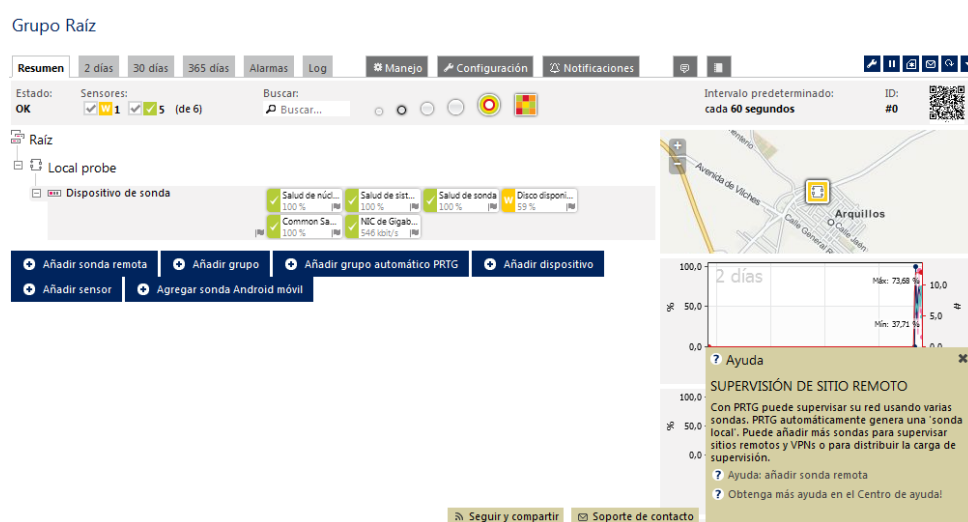 Grupo Raíz
Resumen 2 días 30 días 365 días Alarmas Log Manejo Configuración Notificaciones
Estado: Sensores: Buscar: Intervalo predeterminado: ID:
OK W 1 5 (de 6) Buscar... cada 60 segundos #0
Raíz
Local probe
Dispositivo de sonda
Salud de núcl... Salud de sist... Salud de sonda W Disco disponi...
100 % 100 % 100 % 59 %
Common Sa... NIC de Gigab...
100 % 546 kbit/s
Añadir sonda remota Añadir grupo Añadir grupo automático PRTG Añadir dispositivo
Añadir sensor Agregar sonda Android móvil
Avenida de Vilches
Arquillos
Calle General
Calle Jaén
2 días
100,0
50,0
0,0
%
Máx: 73,68 %
Mín: 37,71 %
10,0
5,0
0,0
#
100,0
50,0
0,0
%
? Ayuda
SUPERVISIÓN DE SITIO REMOTO
Con PRTG puede supervisar su red usando varias
sondas. PRTG automáticamente genera una 'sonda
local'. Puede añadir más sondas para supervisar
sitios remotos y VPNs o para distribuir la carga de
supervisión.
? Ayuda: añadir sonda remota
? Obtenga más ayuda en el Centro de ayuda!
Seguir y compartir Soporte de contacto